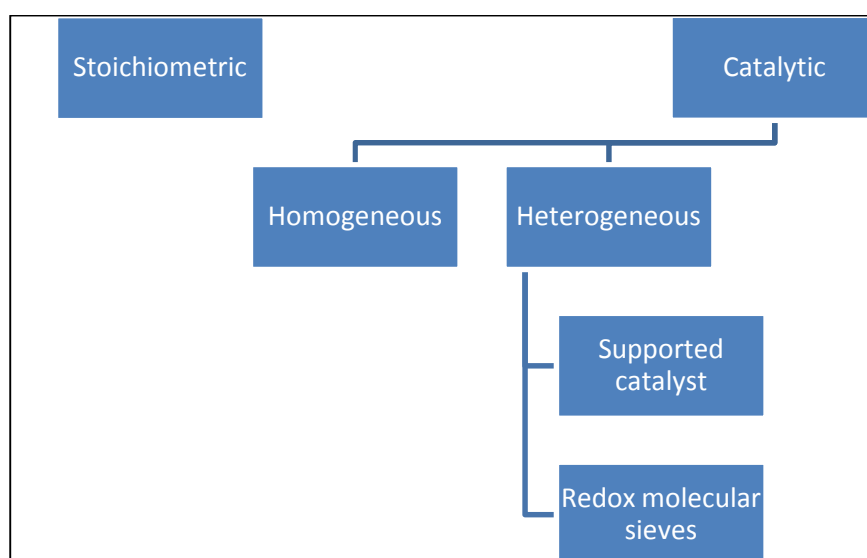 Stoichiometric
Catalytic
Homogeneous
Heterogeneous
Supported
catalyst
Redox molecular
sieves